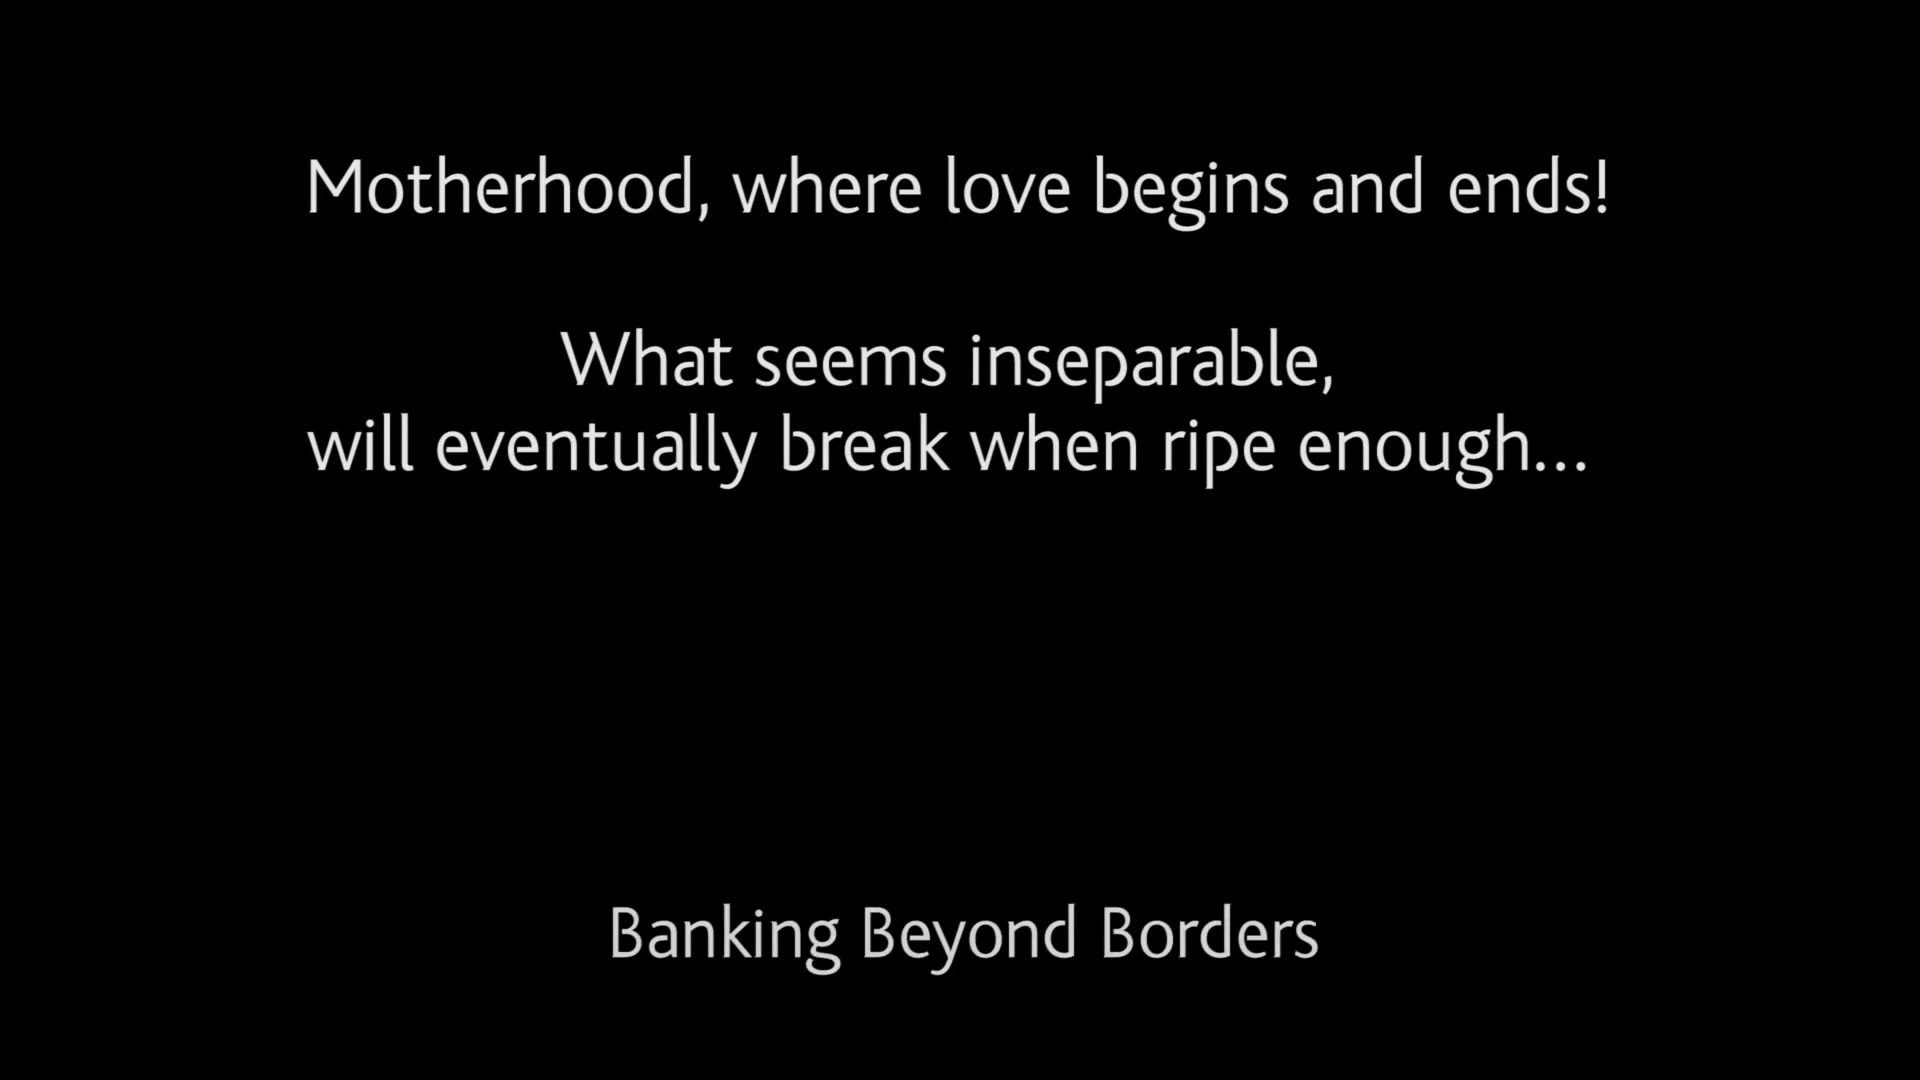 Motherhood, where love begins and ends!
What seems inseparable,
will eventually break when ripe enough...
Banking Beyond Borders